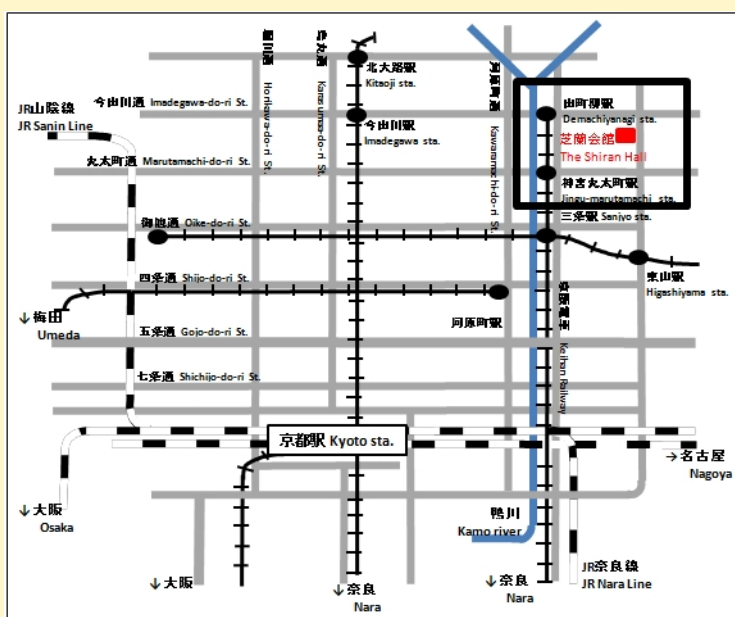 堀川通
Horikawa-do-ri St.
烏丸通
Karasuma-do-ri St.
河原町通
Kawaramachi-do-ri St.
北大路駅
Kitaoji sta.
今出川通 Imadegawa-do-ri St.
JR山陰線
JR Sanin Line
今出川駅
Imadegawa sta.
出町柳駅
Demachiyanagi sta.
芝蘭会館
The Shiran Hall
丸太町通 Marutamachi-do-ri St.
神宮丸太町駅
Jingu-marutamachi sta.
御池通 Oike-do-ri St.
三条駅 Sanjyo sta.
東山駅
Higashiyama sta.
四条通 Shijo-do-ri St.
↓梅田
Umeda
河原町駅
五条通 Gojo-do-ri St.
京阪電車 Keihan Railway
七条通 Shichijo-do-ri St.
京都駅 Kyoto sta.
→名古屋
Nagoya
↓大阪
Osaka
鴨川
Kamo river
↓大阪
↓奈良
Nara
↓奈良
Nara
JR奈良線
JR Nara Line